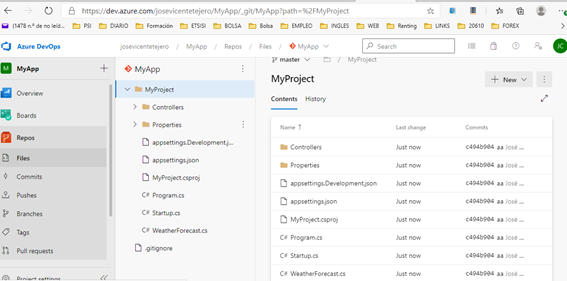 https://dev.azure.com/josevicentetejero/MyApp/_git/MyApp?path=%2FMyProject
(1478 n.º de no leíd... PSI DIARIO Formación ETSISI BOLSA Bolsa EMPLEO INGLES WEB Renting LINKS 20610 FOREX
Azure DevOps josevicentetejero / MyApp / Repos / Files / MyApp Search JC
M MyApp
Overview
Boards
Repos
Files
Commits
Pushes
Branches
Tags
Pull requests
Project settings
MyApp
MyProject
Controllers
Properties
appsettings.Development.j...
appsettings.json
MyProject.csproj
C# Program.cs
C# Startup.cs
C# WeatherForecast.cs
.gitignore
master / MyProject
MyProject
New
Contents History
Name Last change Commits
Controllers Just now c494b904 aa José ...
Properties Just now c494b904 aa José ...
appsettings.Development.json Just now c494b904 aa José ...
appsettings.json Just now c494b904 aa José ...
MyProject.csproj Just now c494b904 aa José ...
C# Program.cs Just now c494b904 aa José ...
C# Startup.cs Just now c494b904 aa José ...
C# WeatherForecast.cs Just now c494b904 aa José ...